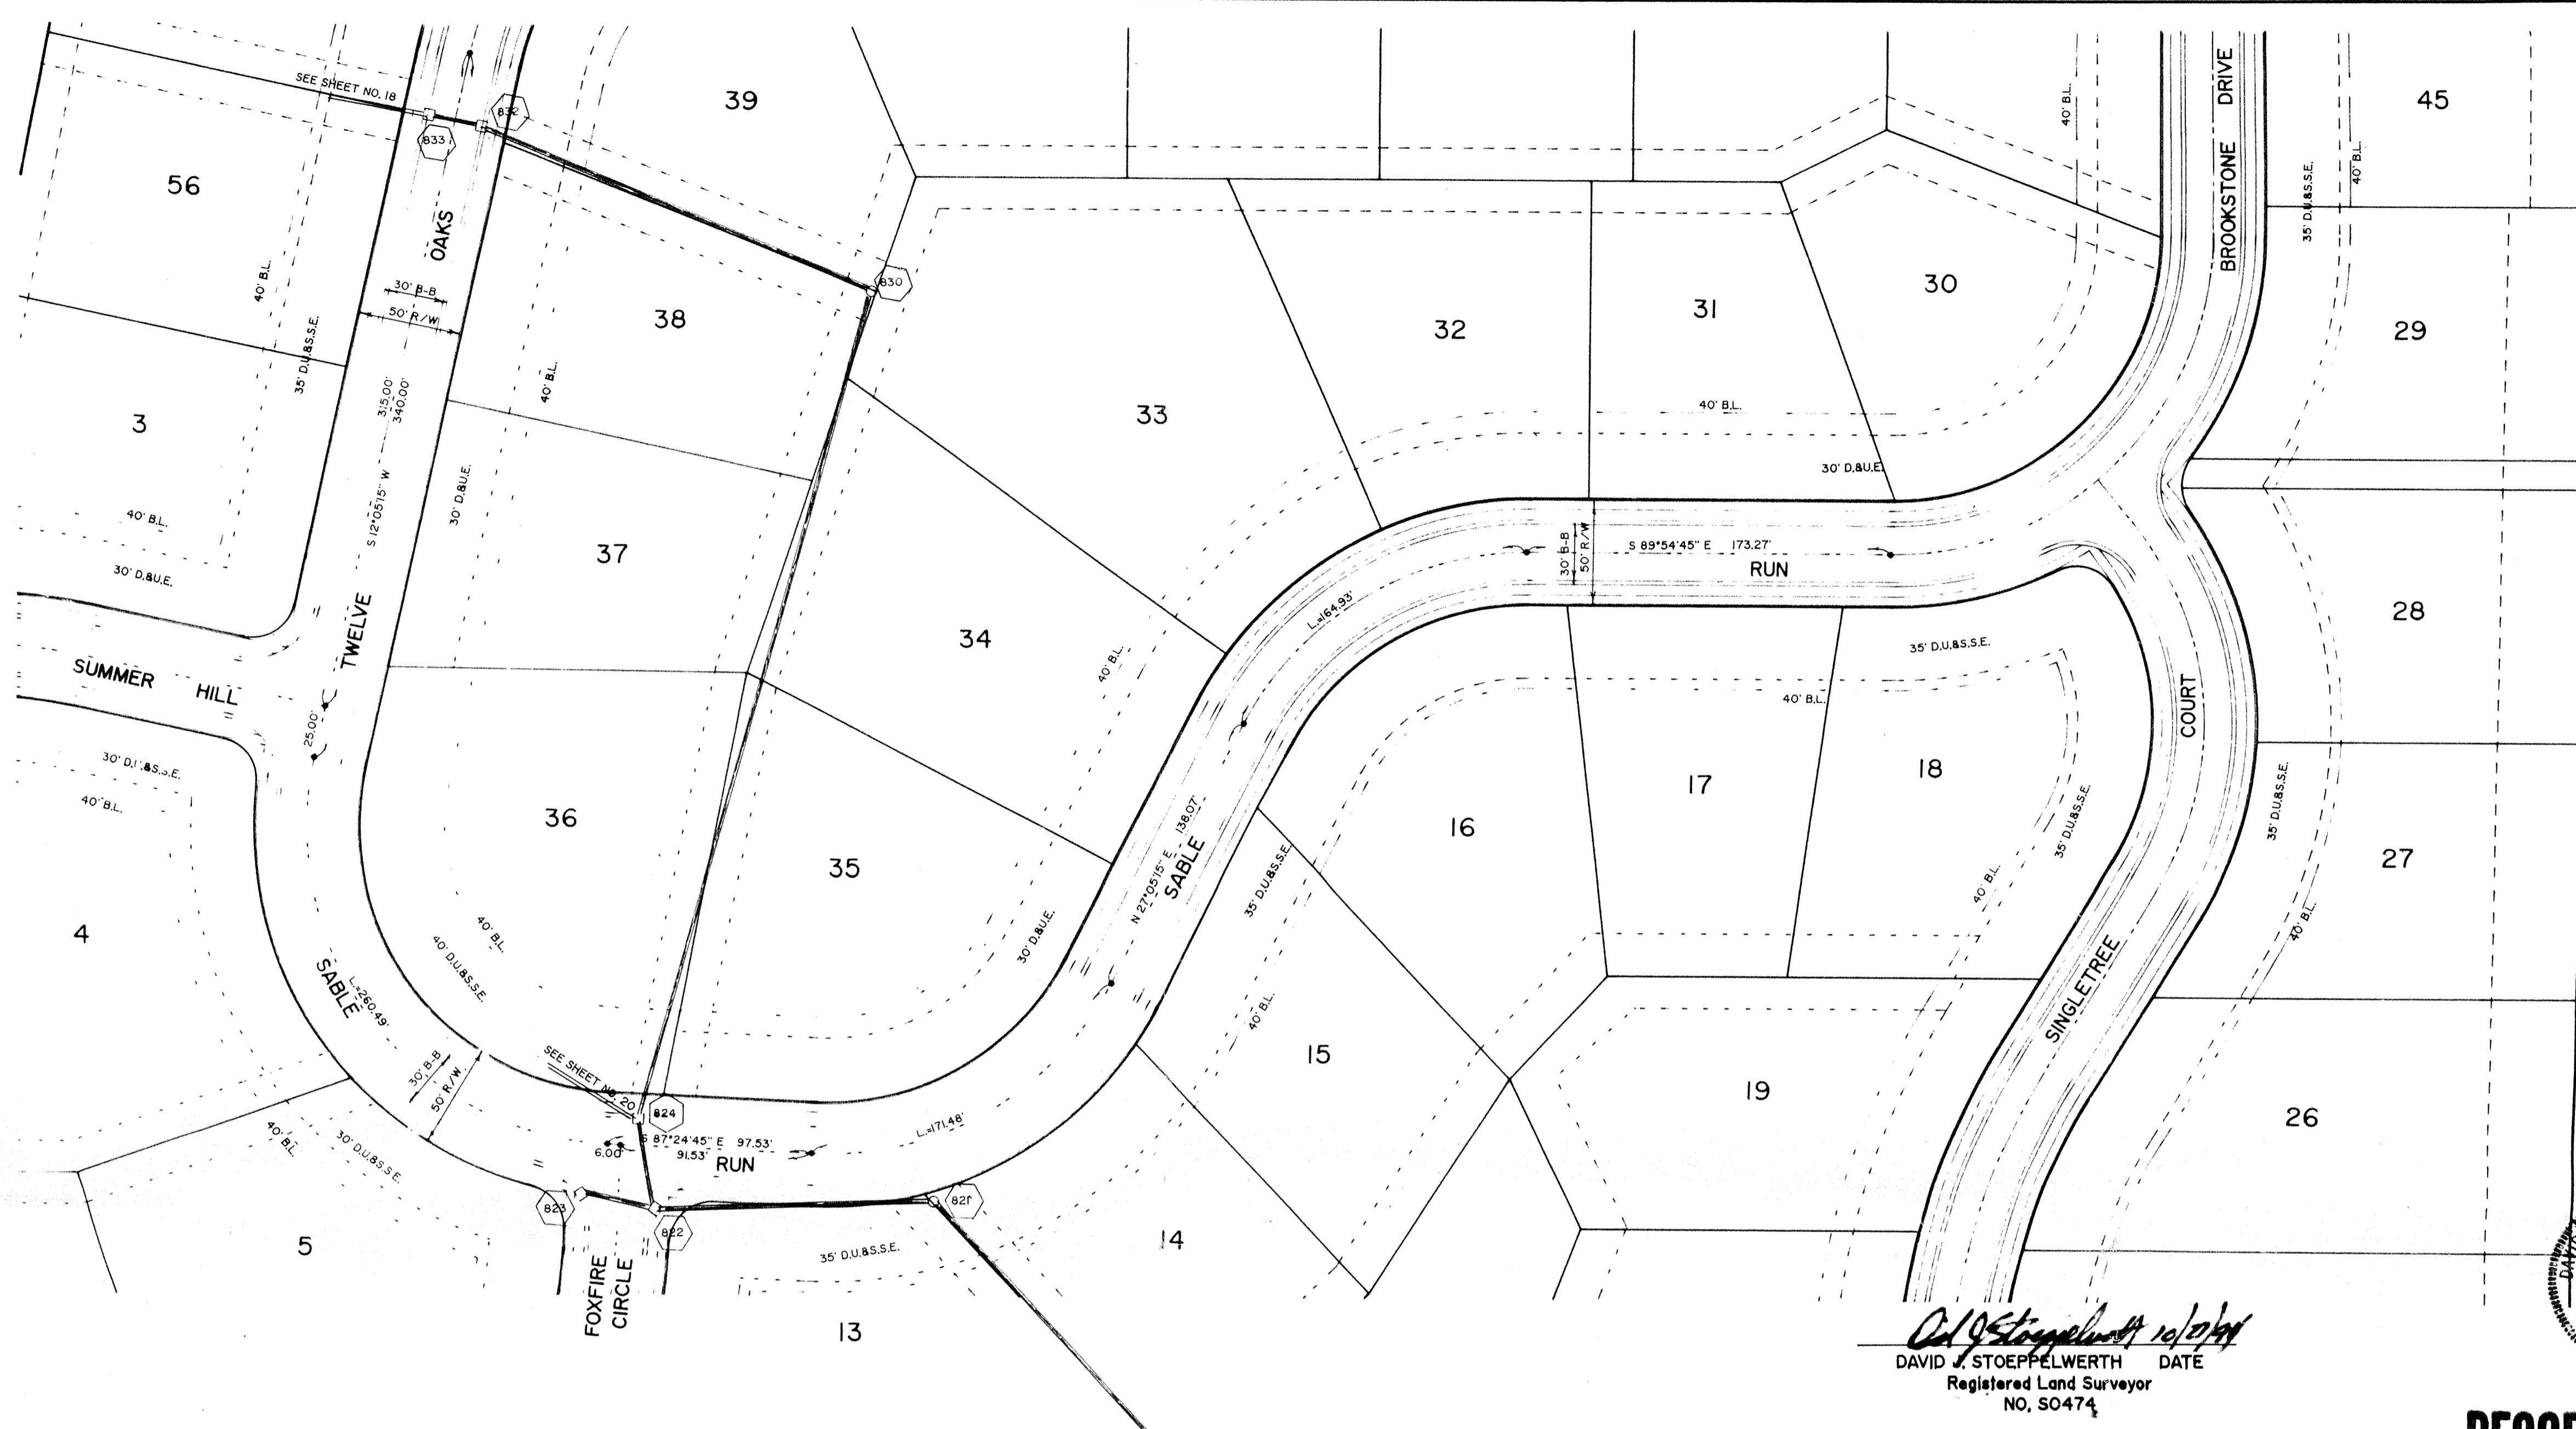 SEE SHEET NO. 18
832
833
39
56
OAKS
40' B.L.
35' D.U.&S.S.E.
30' B-B
50' R/W
38
40' B.L.
830
3
315.00'
340.00'
S 12°05'15" W
30' D.&U.E.
40' B.L.
30' D.&U.E.
37
TWELVE
SUMMER HILL
25.00'
30' D.U.&S.S.E.
40' B.L.
36
4
40' B.L.
40' D.U.&S.S.E.
SABLE
L.=260.49'
30' B-B
50' R/W
SEE SHEET NO. 20
824
S 87°24'45" E 97.53'
6.00'
91.53'
RUN
L.=171.48'
40' B.L.
30' D.U.&S.S.E.
823
822
821
5
FOXFIRE
CIRCLE
35' D.U.&S.S.E.
13
14
33
34
35
40' B.L.
30' D.&U.E.
N 27°05'15" E 138.07'
SABLE
35' D.U.&S.S.E.
40' B.L.
15
L.=164.93'
32
31
30
40' B.L.
40' B.L.
30' D.&U.E.
30' B-B
50' R/W
S 89°54'45" E 173.27'
RUN
35' D.U.&S.S.E.
40' B.L.
16
17
18
35' D.U.&S.S.E.
40' B.L.
19
BROOKSTONE DRIVE
35' D.U.&S.S.E.
40' B.L.
45
29
28
COURT
35' D.U.&S.S.E.
27
40' B.L.
SINGLETREE
26
DAVID J. STOEPPELWERTH DATE
Registered Land Surveyor
NO. S0474